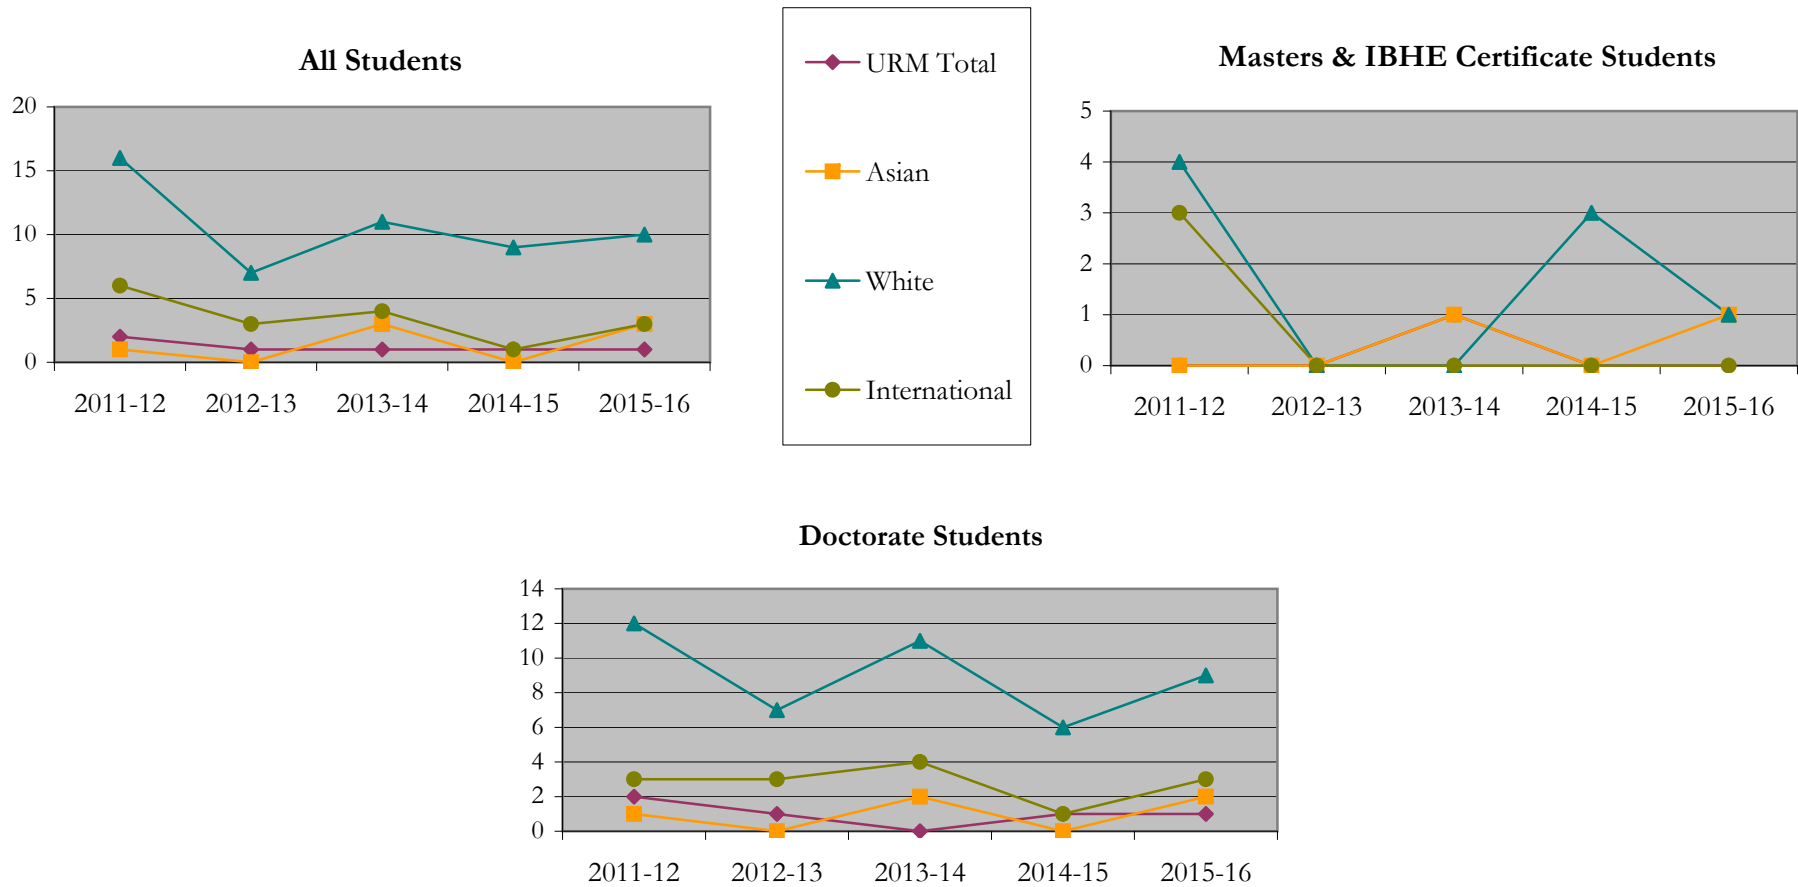 All Students
20
15
10
5
0
2011-12 2012-13 2013-14 2014-15 2015-16
URM Total
Asian
White
International
Masters & IBHE Certificate Students
5
4
3
2
1
0
2011-12 2012-13 2013-14 2014-15 2015-16
Doctorate Students
14
12
10
8
6
4
2
0
2011-12 2012-13 2013-14 2014-15 2015-16